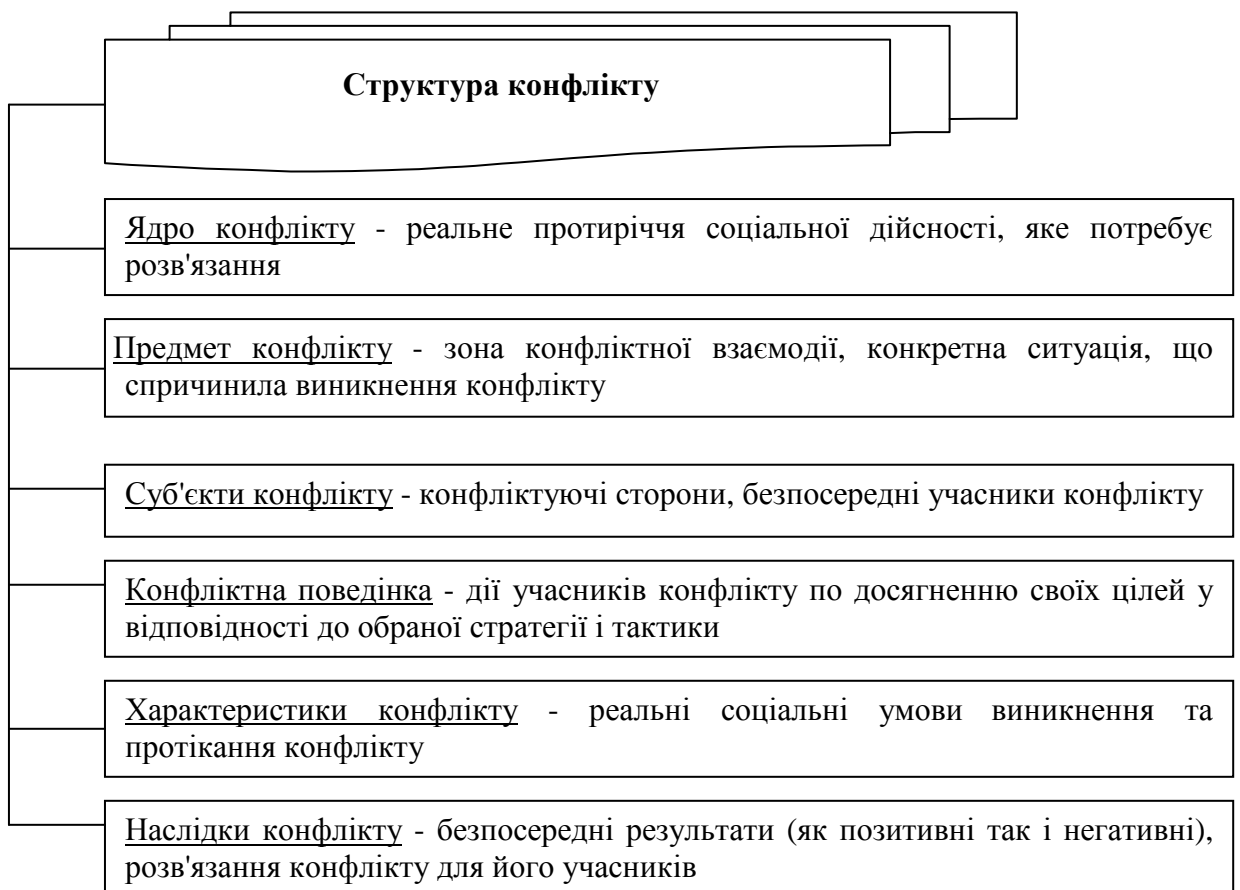 Структура конфлікту
Ядро конфлікту - реальне протиріччя соціальної дійсності, яке потребує
розв'язання
Предмет конфлікту - зона конфліктної взаємодії, конкретна ситуація, що
спричинила виникнення конфлікту
Суб'єкти конфлікту - конфліктуючі сторони, безпосередні учасники конфлікту
Конфліктна поведінка - дії учасників конфлікту по досягненню своїх цілей у
відповідності до обраної стратегії і тактики
Характеристики конфлікту - реальні соціальні умови виникнення та
протікання конфлікту
Наслідки конфлікту - безпосередні результати (як позитивні так і негативні),
розв'язання конфлікту для його учасників